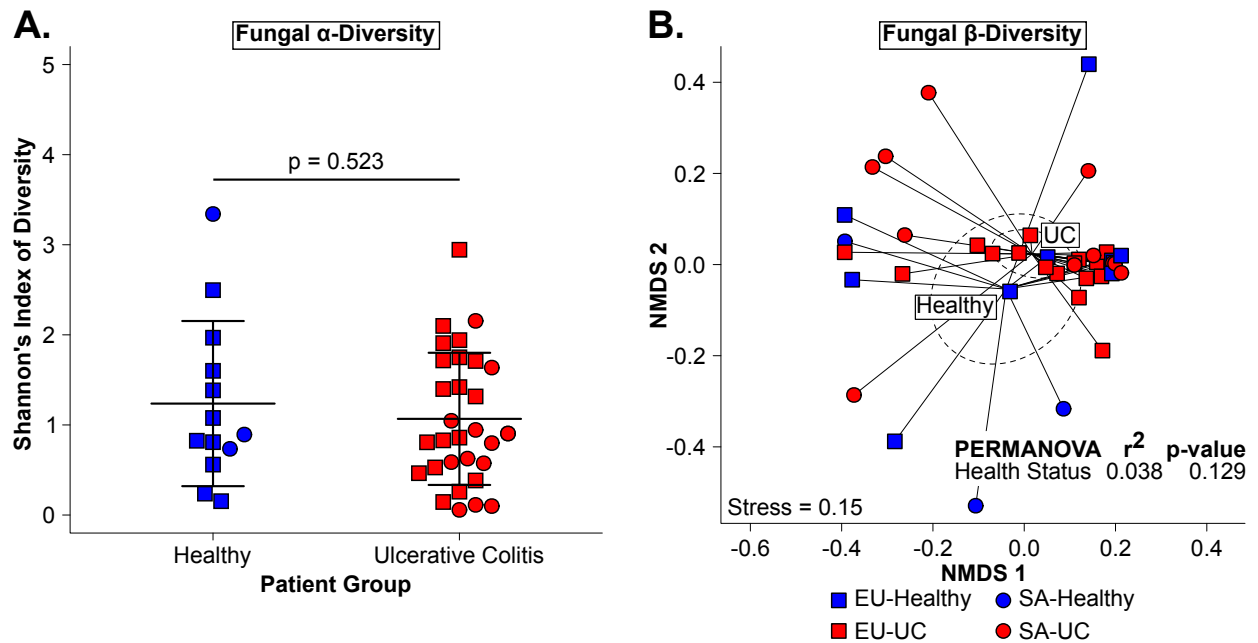 A.
Fungal α-Diversity
Shannon's Index of Diversity
5
4
3
2
1
0
p = 0.523
Healthy
Ulcerative Colitis
Patient Group
B.
Fungal β-Diversity
NMDS 2
0.4
0.2
0.0
-0.2
-0.4
UC
Healthy
PERMANOVA r² p-value
Health Status 0.038 0.129
Stress = 0.15
-0.6 -0.4 -0.2 0.0 0.2 0.4
NMDS 1
EU-Healthy SA-Healthy
EU-UC SA-UC